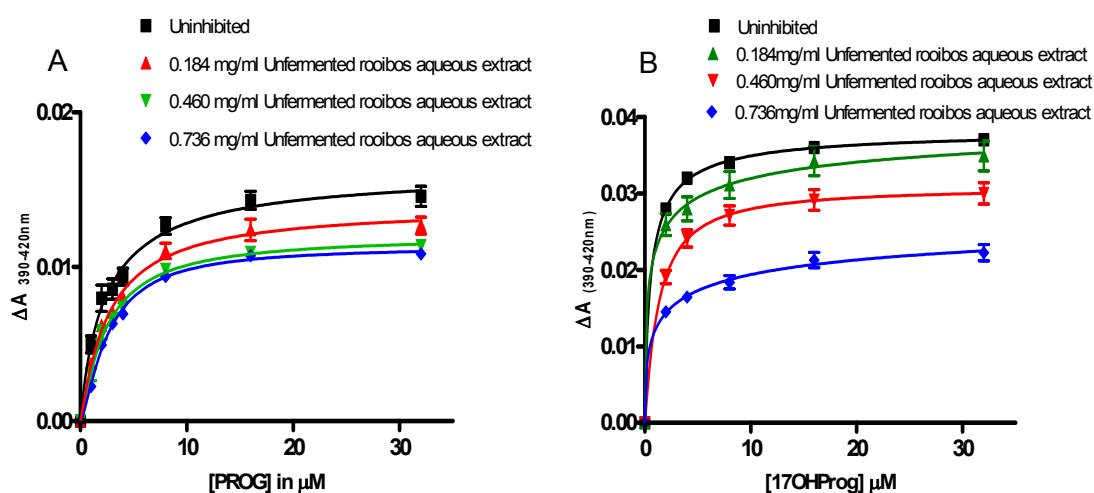 A
Uninhibited
0.184 mg/ml Unfermented rooibos aqueous extract
0.460 mg/ml Unfermented rooibos aqueous extract
0.736 mg/ml Unfermented rooibos aqueous extract
0.02
0.01
0.00
ΔA 390-420nm
0 10 20 30
[PROG] in µM
B
Uninhibited
0.184mg/ml Unfemented rooibos aqueous extract
0.460mg/ml Unfemented rooibos aqueous extract
0.736mg/ml Unfemented rooibos aqueous extract
0.04
0.03
0.02
0.01
0.00
ΔA (390-420nm)
0 10 20 30
[17OHProg] µM